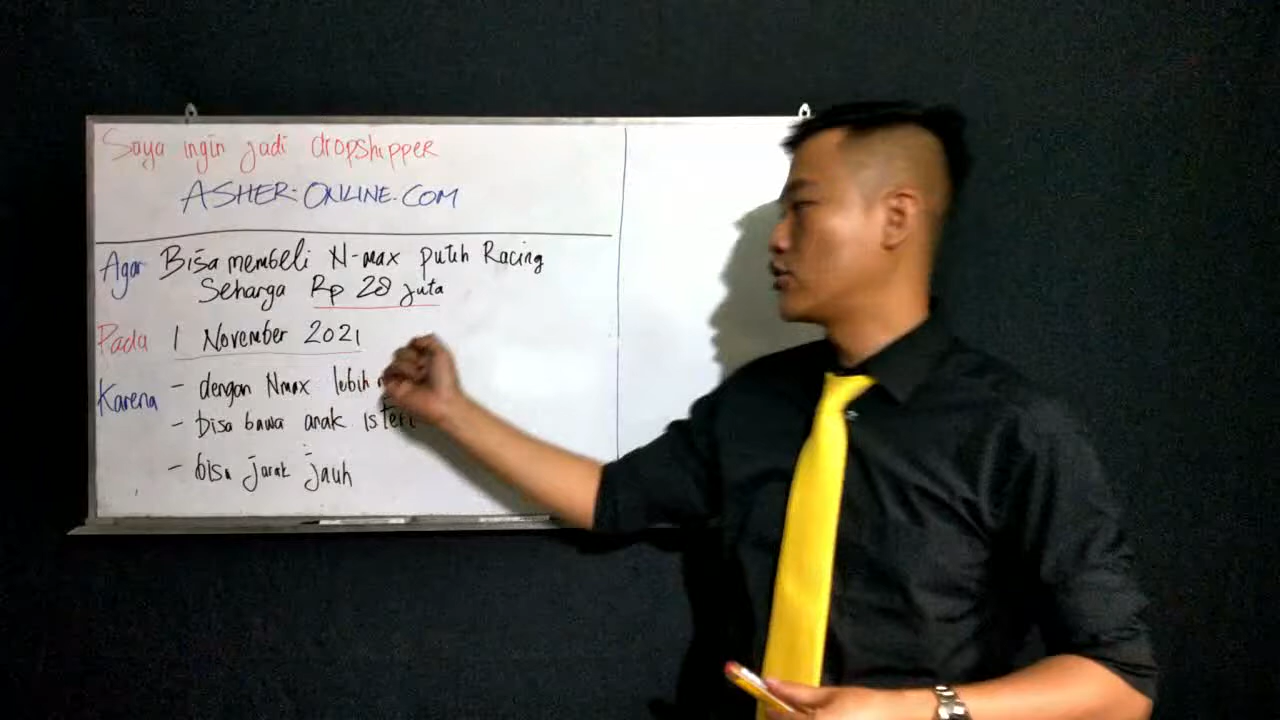 Saya ingin jadi dropshipper
ASHER-ONLINE.COM
Agar Bisa membeli N-max putih Racing
Seharga Rp 28 juta
Pada 1 November 2021
Karena - dengan Nmax lebih
- bisa bawa anak isteri
- bisa jarak jauh